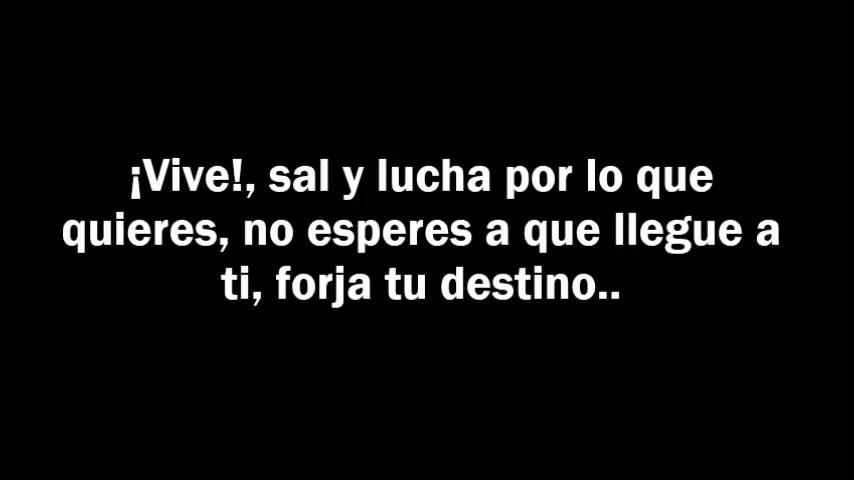 ¡Vive!, sal y lucha por lo que
quieres, no esperes a que llegue a
ti, forja tu destino..